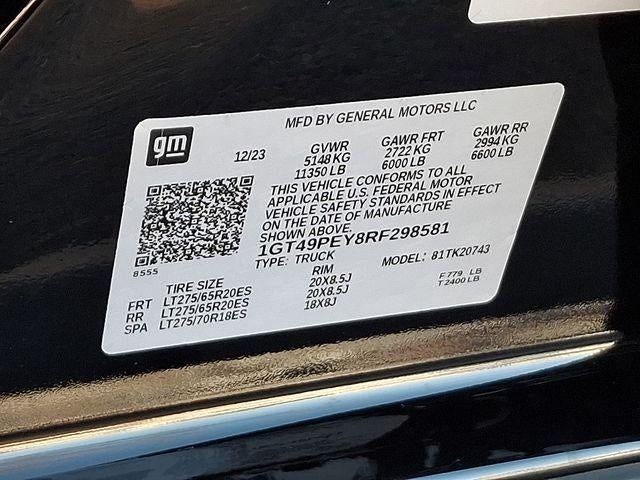 MFD BY GENERAL MOTORS LLC
gm
12/23 GVWR GAWR FRT GAWR RR
5148 KG 2722 KG 2994 KG
11350 LB 6000 LB 6600 LB
THIS VEHICLE CONFORMS TO ALL
APPLICABLE U.S. FEDERAL MOTOR
VEHICLE SAFETY STANDARDS IN EFFECT
ON THE DATE OF MANUFACTURE
SHOWN ABOVE.
1GT49PEY8RF298581
8555
TYPE: TRUCK MODEL: 81TK20743
TIRE SIZE RIM
FRT LT275/65R20ES 20X8.5J F 779 LB
RR LT275/65R20ES 20X8.5J T 2400 LB
SPA LT275/70R18ES 18X8J